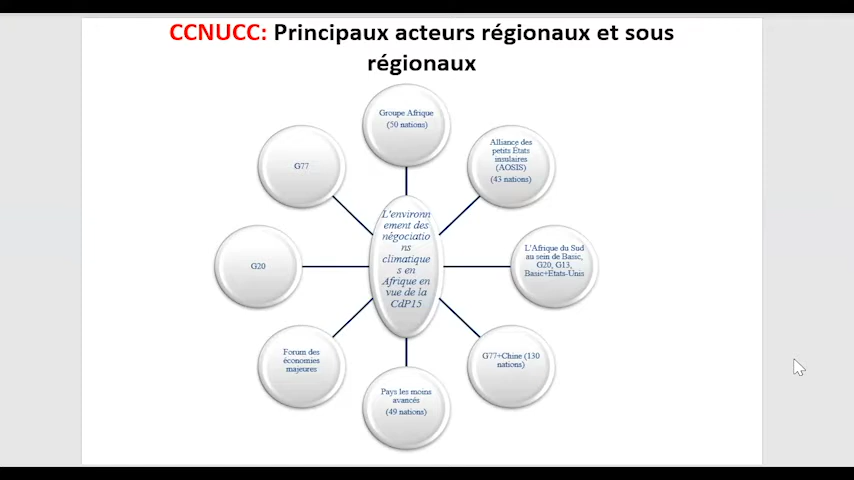 CCNUCC: Principaux acteurs régionaux et sous
régionaux
Groupe Afrique
(50 nations)
Alliance des
petits États
insulaires
(AOSIS)
(43 nations)
L'Afrique du Sud
au sein de Basic,
G20, G13,
Basic+Etats-Unis
G77+Chine (130
nations)
Pays les moins
avancés
(49 nations)
Forum des
économies
majeures
G20
G77
L'environn
ement des
négociatio
ns
climatique
s en
Afrique en
vue de la
CdP15